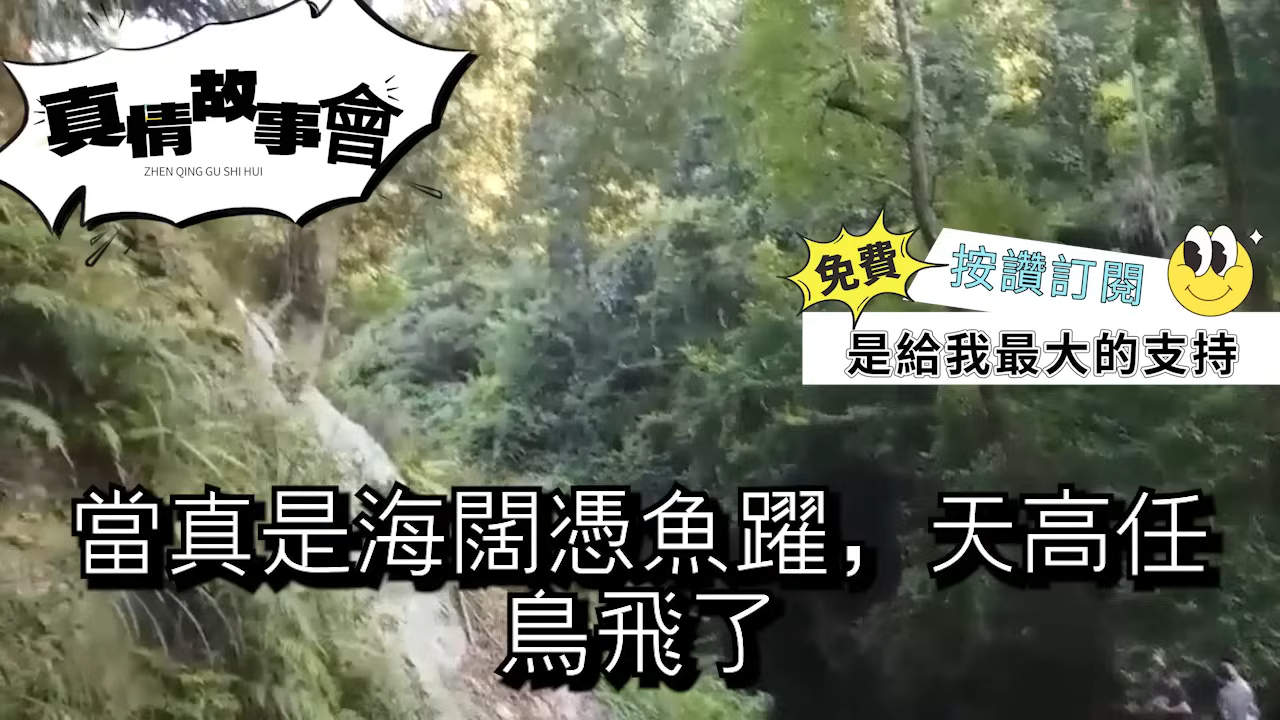 真情故事會
ZHEN QING GU SHI HUI
免費
按讚訂閱
是給我最大的支持
當真是海闊憑魚躍，天高任
鳥飛了